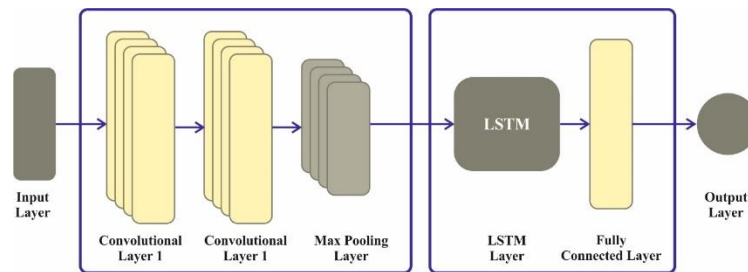 LSTM
Input
Layer
Convolutional
Layer 1
Convolutional
Layer 1
Max Pooling
Layer
LSTM
Layer
Fully
Connected Layer
Output
Layer